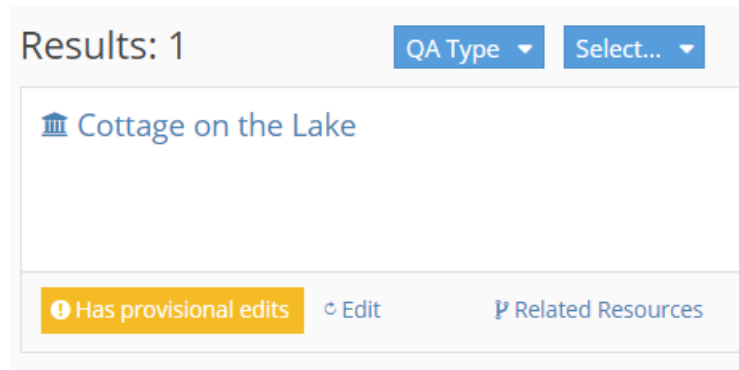 Results: 1 QA Type Select...
Cottage on the Lake
Has provisional edits Edit Related Resources